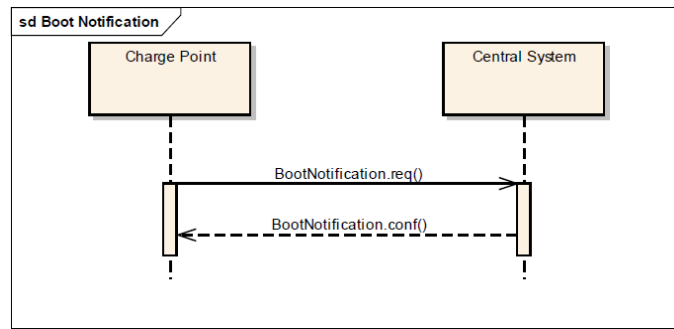 sd Boot Notification
Charge Point
Central System
BootNotification.req()
BootNotification.conf()